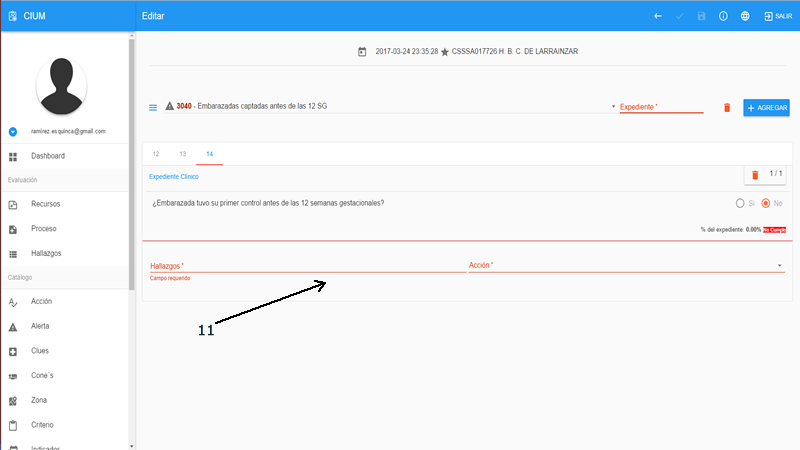 CIUM
Editar
SALIR
2017-03-24 23:35:28 CSSSA017726 H. B. C. DE LARRAINZAR
3040 - Embarazadas captadas antes de las 12 SG
Expediente *
AGREGAR
ramirez.esquinca@gmail.com
Dashboard
Evaluación
Recursos
Proceso
Hallazgos
Catálogo
Acción
Alerta
Clues
Cone´s
Zona
Criterio
Indicador
12 13 14
Expediente Clínico
1 / 1
¿Embarazada tuvo su primer control antes de las 12 semanas gestacionales?
Si No
% del expediente: 0.00% No Cumple
Hallazgos *
Acción *
Campo requerido
11